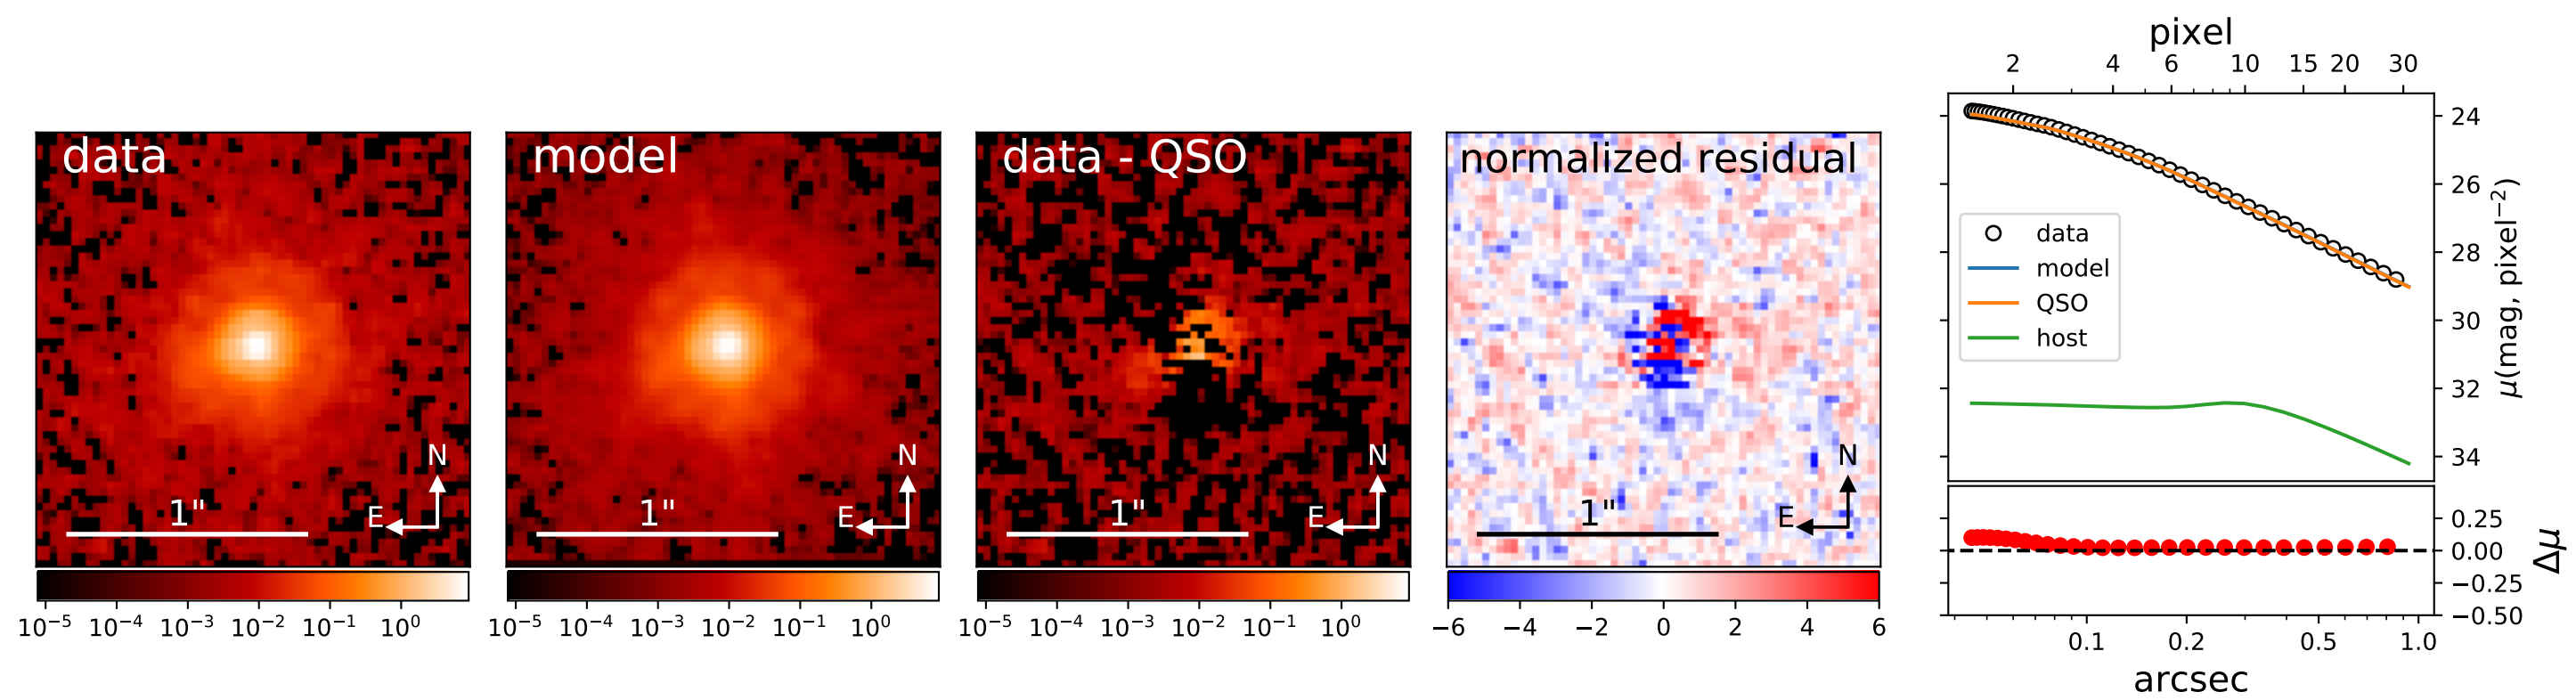 data
N
E
1"
10⁻⁵ 10⁻⁴ 10⁻³ 10⁻² 10⁻¹ 10⁰
model
N
E
1"
10⁻⁵ 10⁻⁴ 10⁻³ 10⁻² 10⁻¹ 10⁰
data - QSO
N
E
1"
10⁻⁵ 10⁻⁴ 10⁻³ 10⁻² 10⁻¹ 10⁰
normalized residual
N
E
1"
−6 −4 −2 0 2 4 6
pixel
2 4 6 10 15 20 30
data
model
QSO
host
24
26
28
30
32
34
μ(mag, pixel⁻²)
0.25
0.00
−0.25
−0.50
Δμ
0.1 0.2 0.5 1.0
arcsec